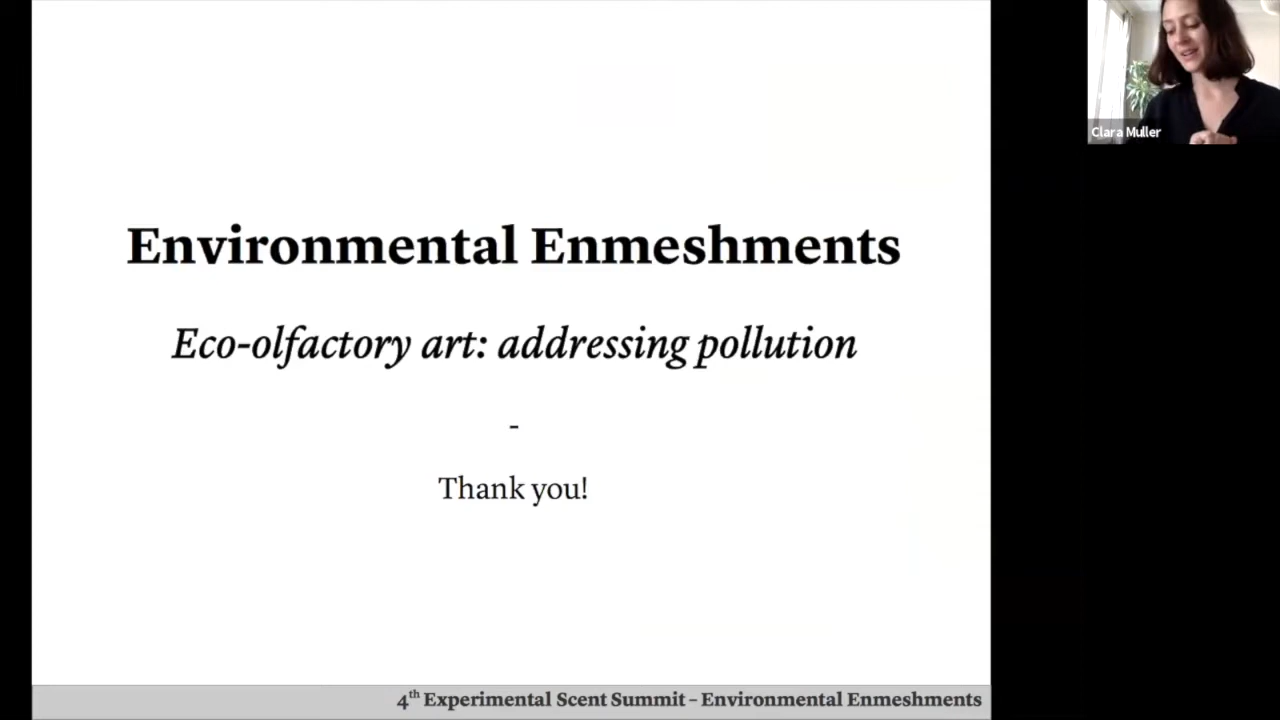 Environmental Enmeshments
Eco-olfactory art: addressing pollution
-
Thank you!
4th Experimental Scent Summit – Environmental Enmeshments
Clara Muller